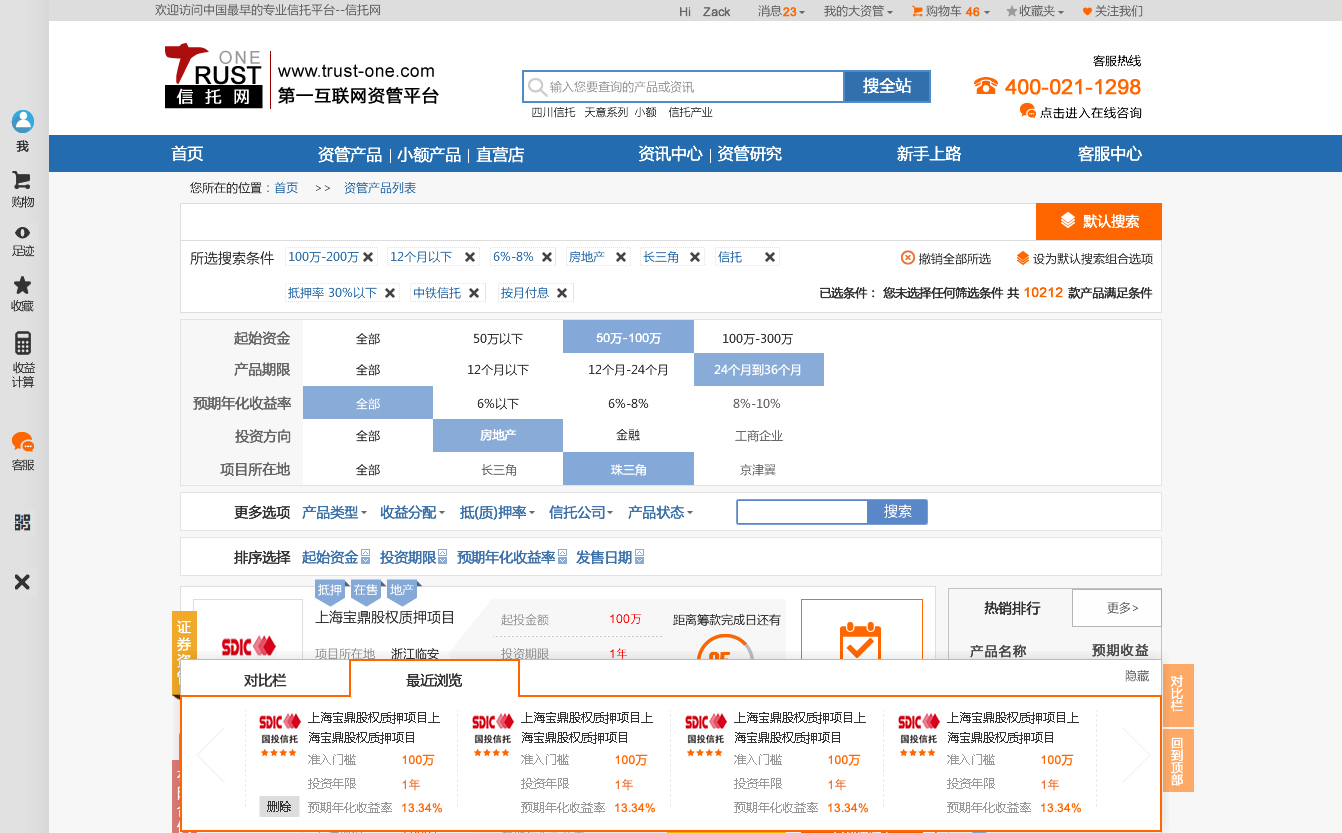 欢迎访问中国最早的专业信托平台--信托网
Hi Zack 消息23 我的大资管 购物车 46 收藏夹 关注我们
ONE
TRUST
信托网
www.trust-one.com
第一互联网资管平台
输入您要查询的产品或资讯 搜全站
四川信托 天意系列 小额 信托产业
客服热线
400-021-1298
点击进入在线咨询
我
购物
足迹
收藏
收益
计算
客服
首页 资管产品 | 小额产品 | 直营店 资讯中心 | 资管研究 新手上路 客服中心
您所在的位置：首页 >> 资管产品列表
默认搜索
所选搜索条件 100万-200万 12个月以下 6%-8% 房地产 长三角 信托 撤销全部所选 设为默认搜索组合选项
抵押率 30%以下 中铁信托 按月付息 已选条件： 您未选择任何筛选条件 共 10212 款产品满足条件
起始资金 全部 50万以下 50万-100万 100万-300万
产品期限 全部 12个月以下 12个月-24个月 24个月到36个月
预期年化收益率 全部 6%以下 6%-8% 8%-10%
投资方向 全部 房地产 金融 工商企业
项目所在地 全部 长三角 珠三角 京津翼
更多选项 产品类型 收益分配 抵(质)押率 信托公司 产品状态 搜索
排序选择 起始资金 投资期限 预期年化收益率 发售日期
抵押 在售 地产
证券资
SDIC
上海宝鼎股权质押项目
项目所在地 浙江临安
起投金额 100万
投资期限 1年
距离筹款完成日还有
热销排行 更多>
产品名称 预期收益
对比栏 最近浏览 隐藏
SDIC
国投信托
★★★★
删除
上海宝鼎股权质押项目上
海宝鼎股权质押项目
准入门槛 100万
投资年限 1年
预期年化收益率 13.34%
SDIC
国投信托
★★★★
上海宝鼎股权质押项目上
海宝鼎股权质押项目
准入门槛 100万
投资年限 1年
预期年化收益率 13.34%
SDIC
国投信托
★★★★
上海宝鼎股权质押项目上
海宝鼎股权质押项目
准入门槛 100万
投资年限 1年
预期年化收益率 13.34%
SDIC
国投信托
★★★★
上海宝鼎股权质押项目上
海宝鼎股权质押项目
准入门槛 100万
投资年限 1年
预期年化收益率 13.34%
对比栏
回到顶部